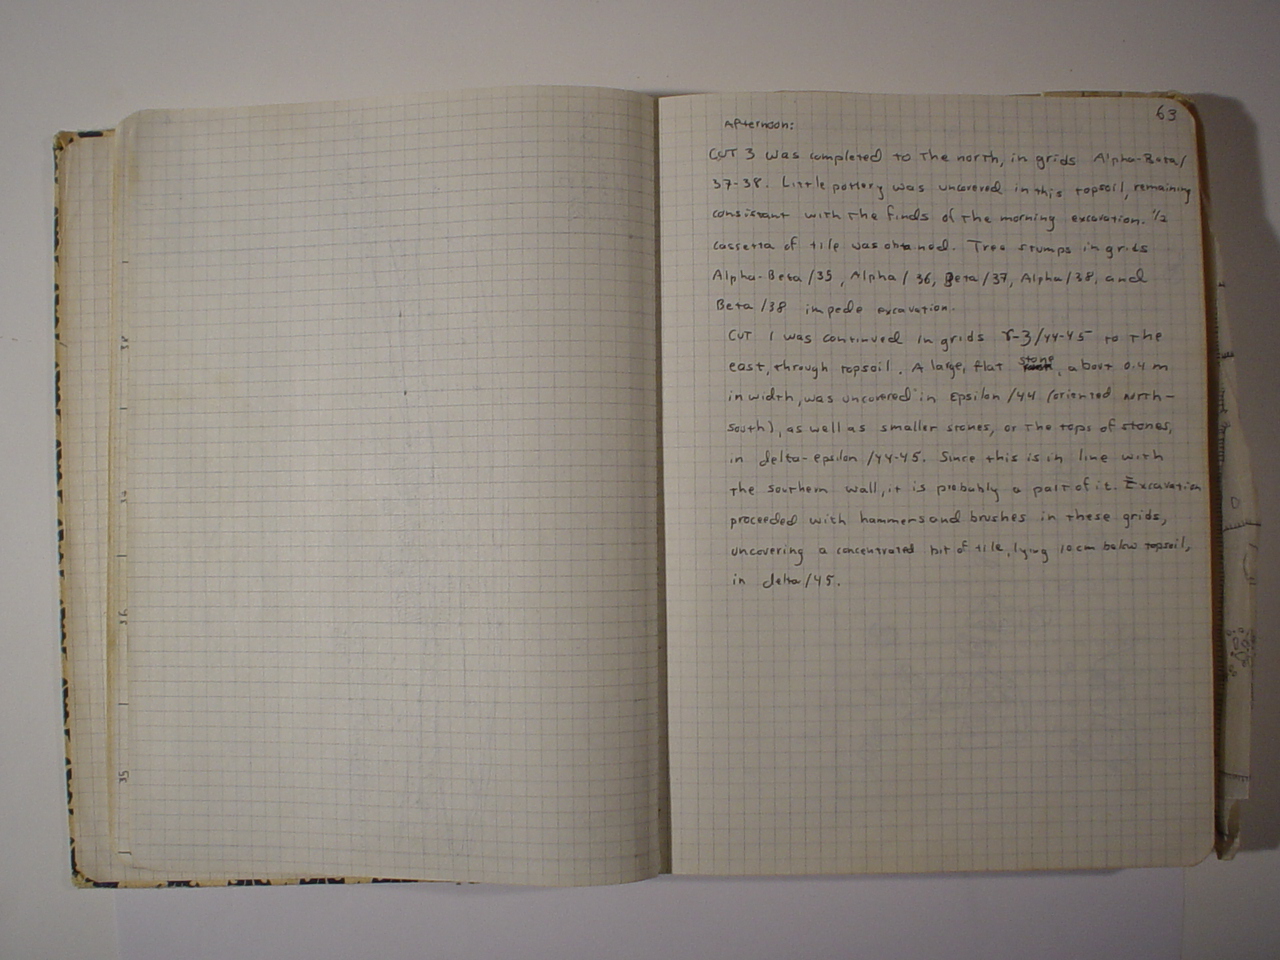 63
Afternoon:
CUT 3 was completed to the north, in grids Alpha-Beta/
37-38. Little pottery was uncovered in this topsoil, remaining
consistant with the finds of the morning excavation. 1/2
cassetta of tile was obtained. Tree stumps in grids
Alpha-Beta/35, Alpha/36, Beta/37, Alpha/38, and
Beta/38 impede excavation.
CUT 1 was continued in grids γ-3/44-45 to the
east, through topsoil. A large, flat stone, about 0.4 m
in width, was uncovered in Epsilon/44 (oriented north-
south), as well as smaller stones, or the tops of stones,
in delta-epsilon/44-45. Since this is in line with
the southern wall, it is probably a part of it. Excavation
proceeded with hammers and brushes in these grids,
uncovering a concentrated bit of tile, lying 10 cm below topsoil,
in delta/45.
37
36
35